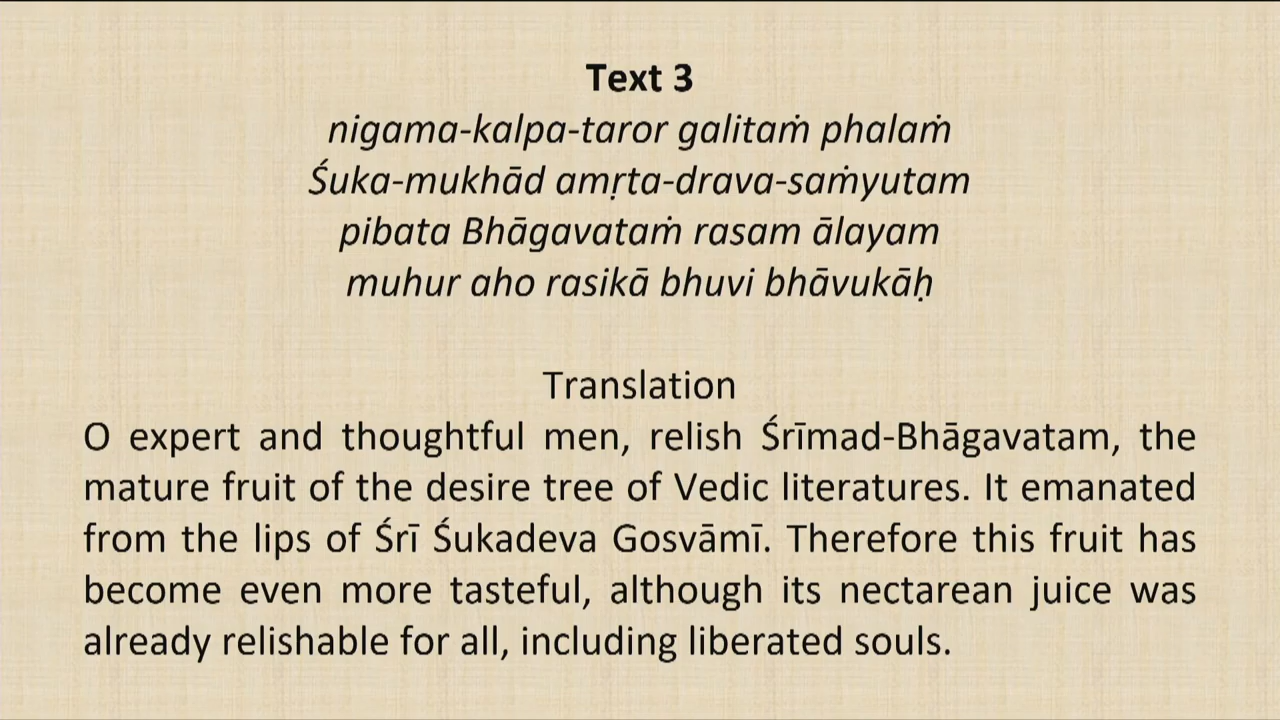 Text 3
nigama-kalpa-taror galitaṁ phalaṁ
Śuka-mukhād amṛta-drava-saṁyutam
pibata Bhāgavataṁ rasam ālayam
muhur aho rasikā bhuvi bhāvukāḥ
Translation
O expert and thoughtful men, relish Śrīmad-Bhāgavatam, the
mature fruit of the desire tree of Vedic literatures. It emanated
from the lips of Śrī Śukadeva Gosvāmī. Therefore this fruit has
become even more tasteful, although its nectarean juice was
already relishable for all, including liberated souls.